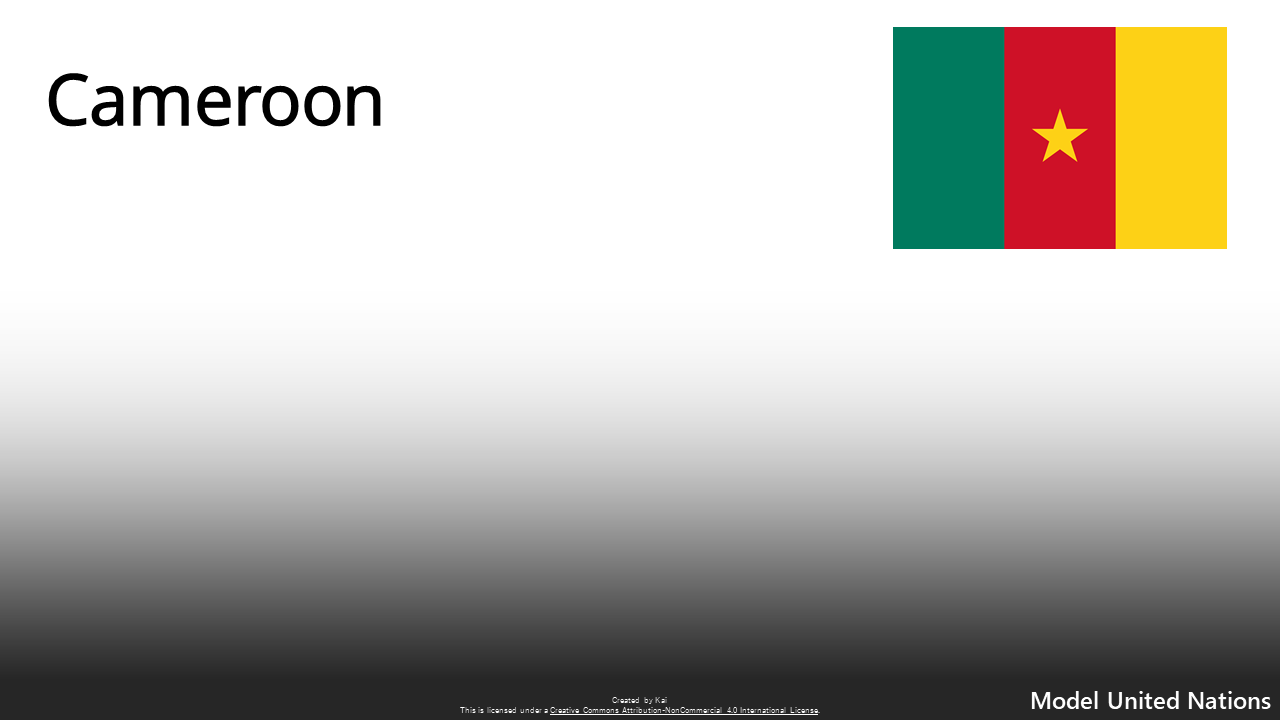 Cameroon
Created by Kai
This is licensed under a Creative Commons Attribution-NonCommercial 4.0 International License.
Model United Nations